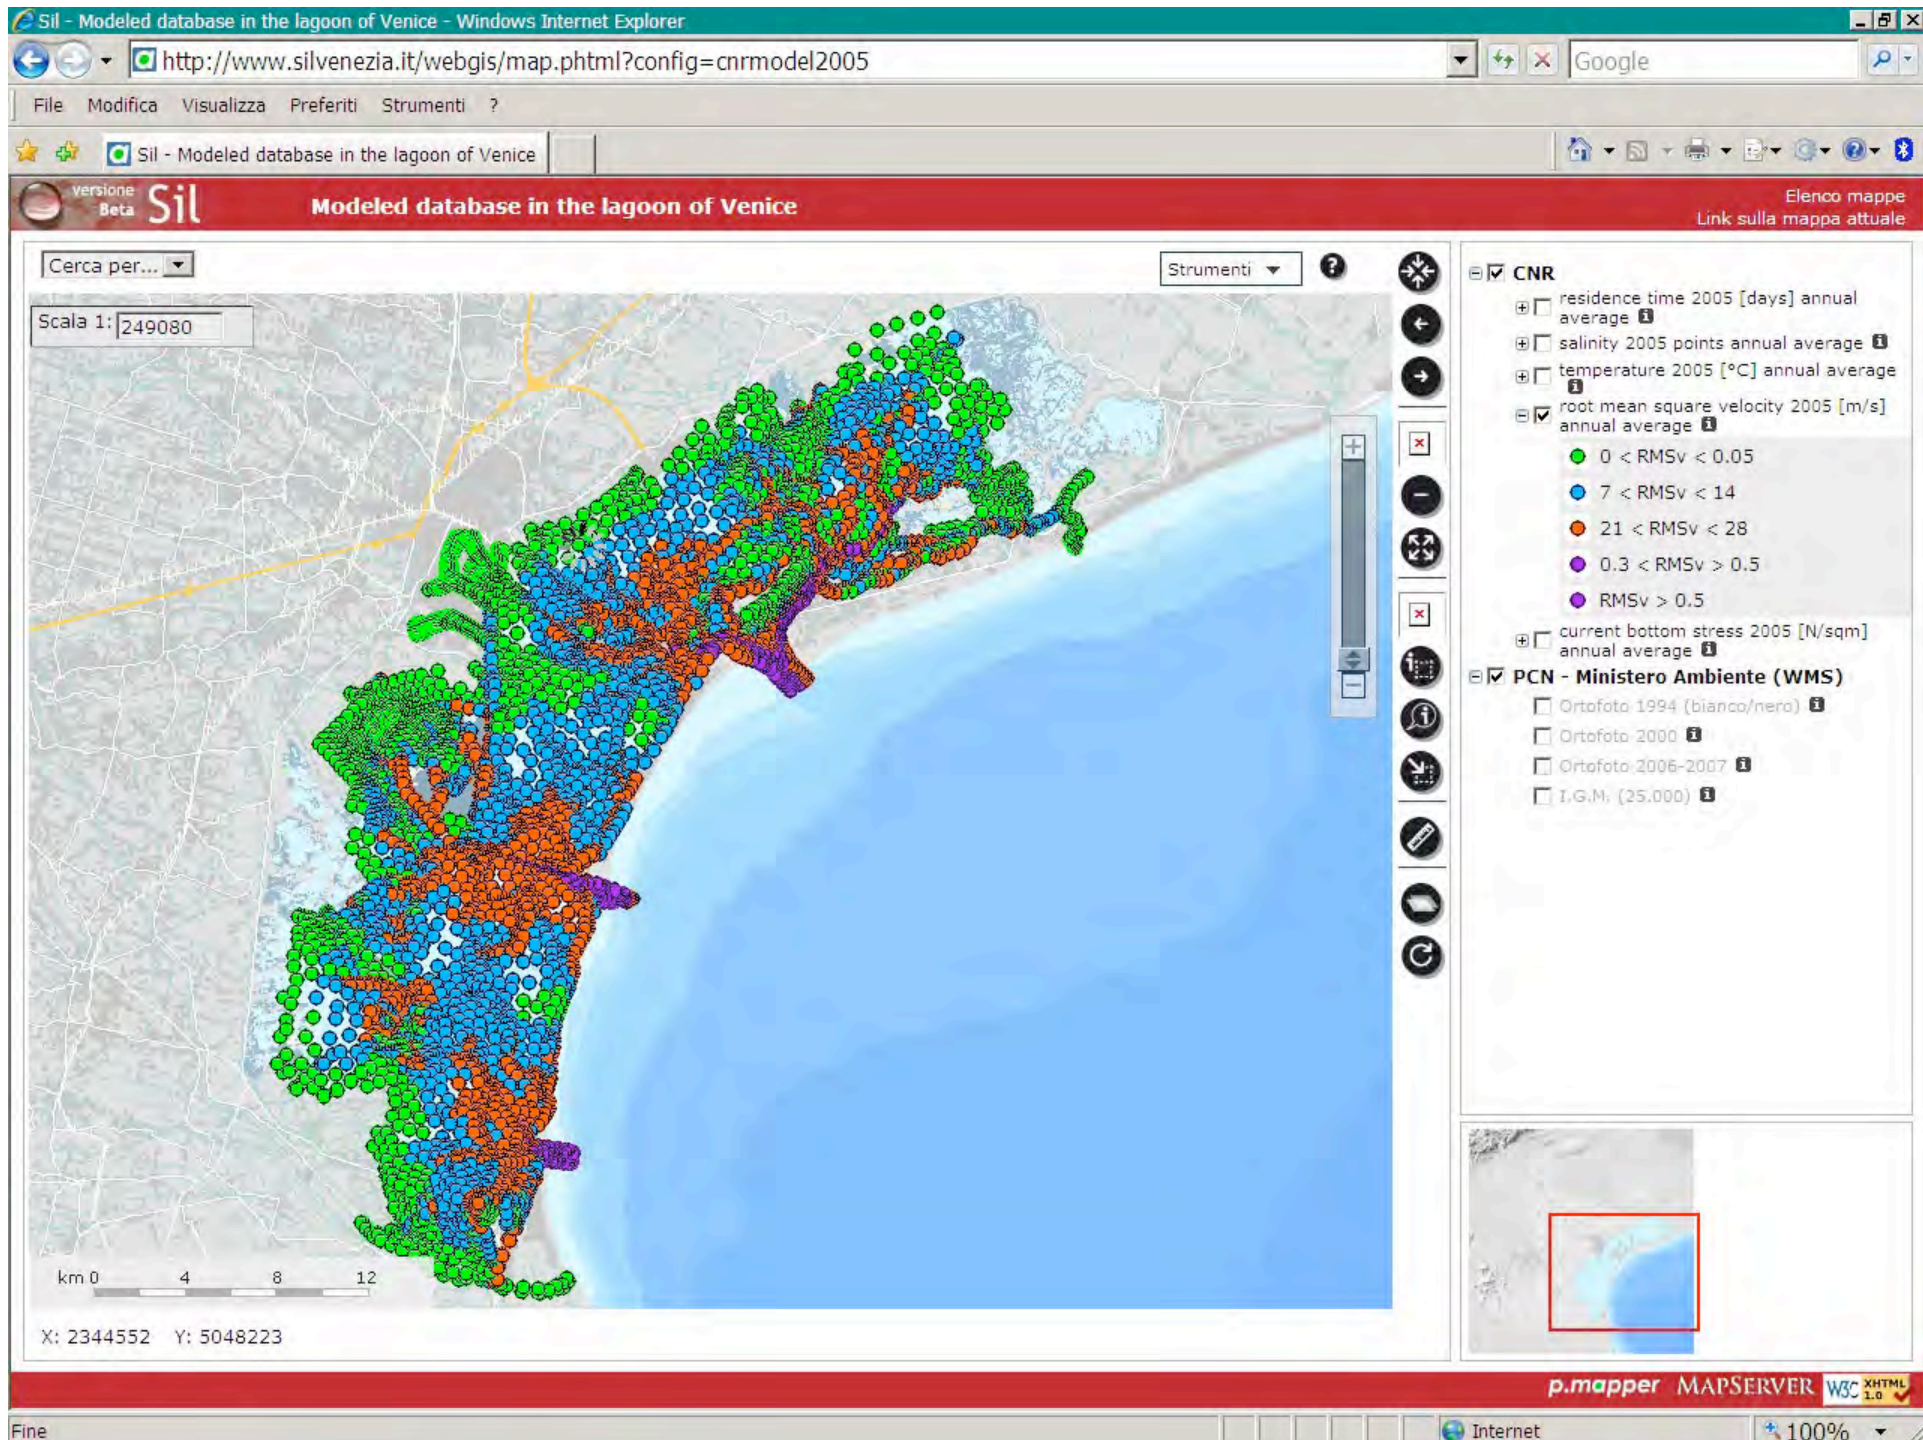 Sil - Modeled database in the lagoon of Venice - Windows Internet Explorer
http://www.silvenezia.it/webgis/map.phtml?config=cnrmodel2005
Google
File Modifica Visualizza Preferiti Strumenti ?
Sil - Modeled database in the lagoon of Venice
versione
Beta
Sil
Modeled database in the lagoon of Venice
Elenco mappe
Link sulla mappa attuale
Cerca per...
Strumenti
?
Scala 1: 249080
CNR
residence time 2005 [days] annual
average
salinity 2005 points annual average
temperature 2005 [°C] annual average
root mean square velocity 2005 [m/s]
annual average
0 < RMSv < 0.05
7 < RMSv < 14
21 < RMSv < 28
0.3 < RMSv > 0.5
RMSv > 0.5
current bottom stress 2005 [N/sqm]
annual average
PCN - Ministero Ambiente (WMS)
Ortofoto 1994 (bianco/nero)
Ortofoto 2000
Ortofoto 2006-2007
I.G.M. (25.000)
km 0 4 8 12
X: 2344552 Y: 5048223
p.mapper MAPSERVER W3C XHTML 1.0
Fine
Internet
100%